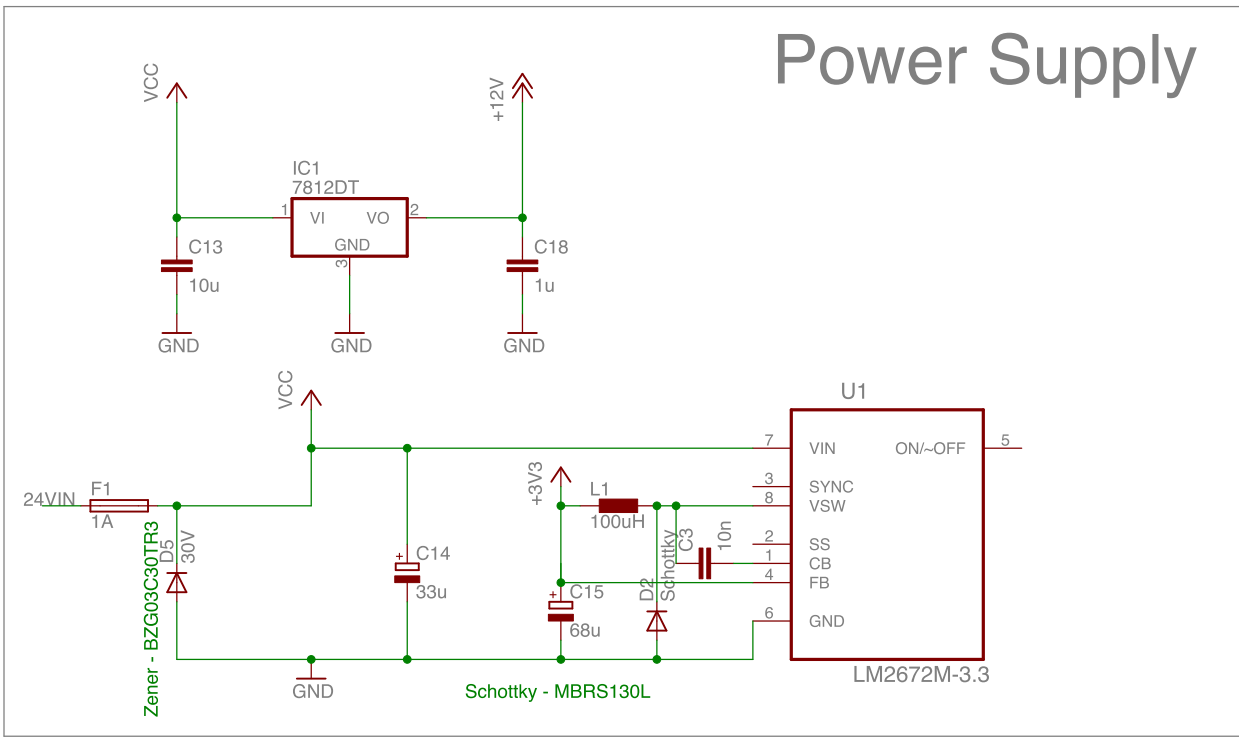 Power Supply
VCC
+12V
IC1
7812DT
1
VI
VO
2
GND
3
C13
10u
C18
1u
GND
GND
GND
VCC
U1
7
VIN
ON/~OFF
5
24VIN
F1
1A
+3V3
L1
100uH
3
SYNC
8
VSW
C3
10n
2
SS
1
CB
4
FB
D5
30V
Zener - BZG03C30TR3
+
C14
33u
+
C15
68u
D2
Schottky
6
GND
GND
Schottky - MBRS130L
LM2672M-3.3